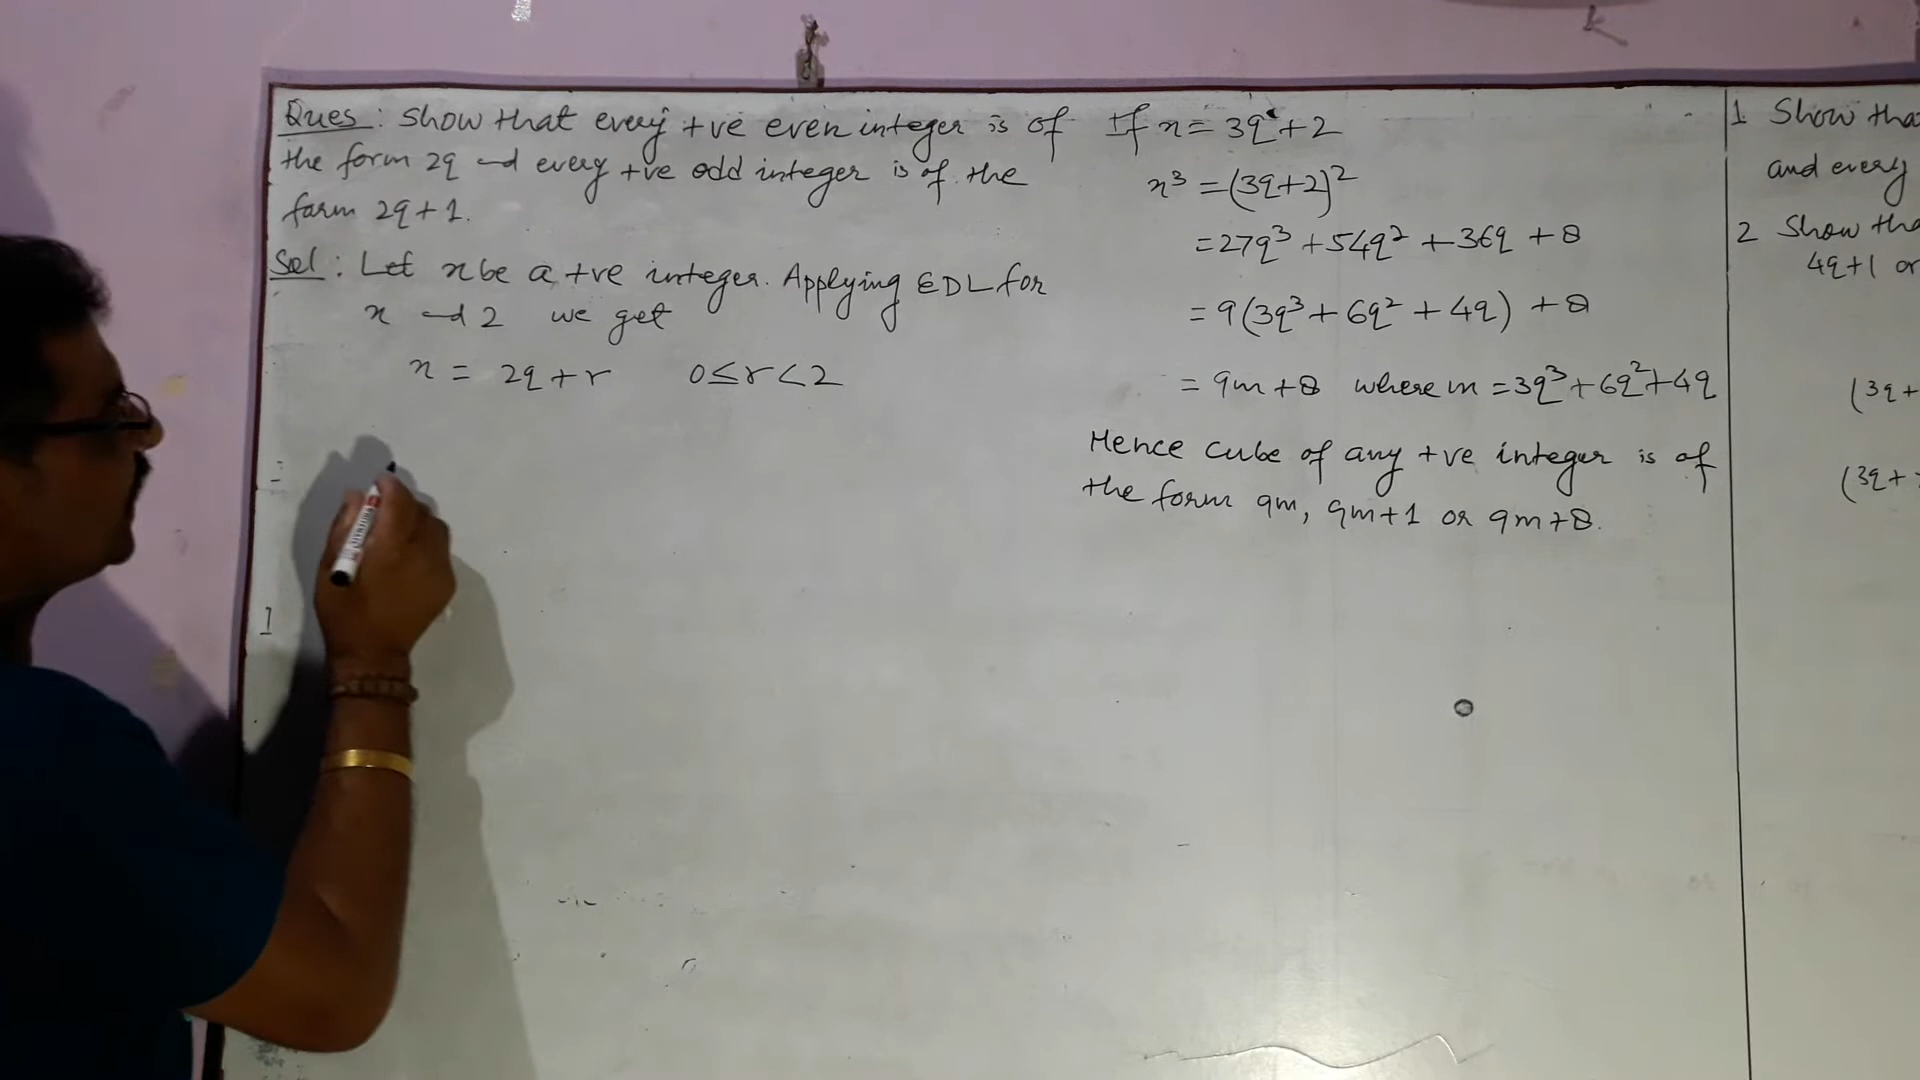 Ques : Show that every +ve even integer is of
the form 2q and every +ve odd integer is of the
form 2q+1.
Sol : Let x be a +ve integer. Applying EDL for
x and 2 we get
x = 2q + r 0 ≤ r < 2
If x = 3q + 2
x³ = (3q+2)²
= 27q³ + 54q² + 36q + 8
= 9(3q³ + 6q² + 4q) + 8
= 9m + 8 where m = 3q³ + 6q² + 4q
Hence cube of any +ve integer is of
the form 9m, 9m+1 or 9m+8.
1 Show tha
and every
2 Show tha
4q+1 or
(3q+
(3q+